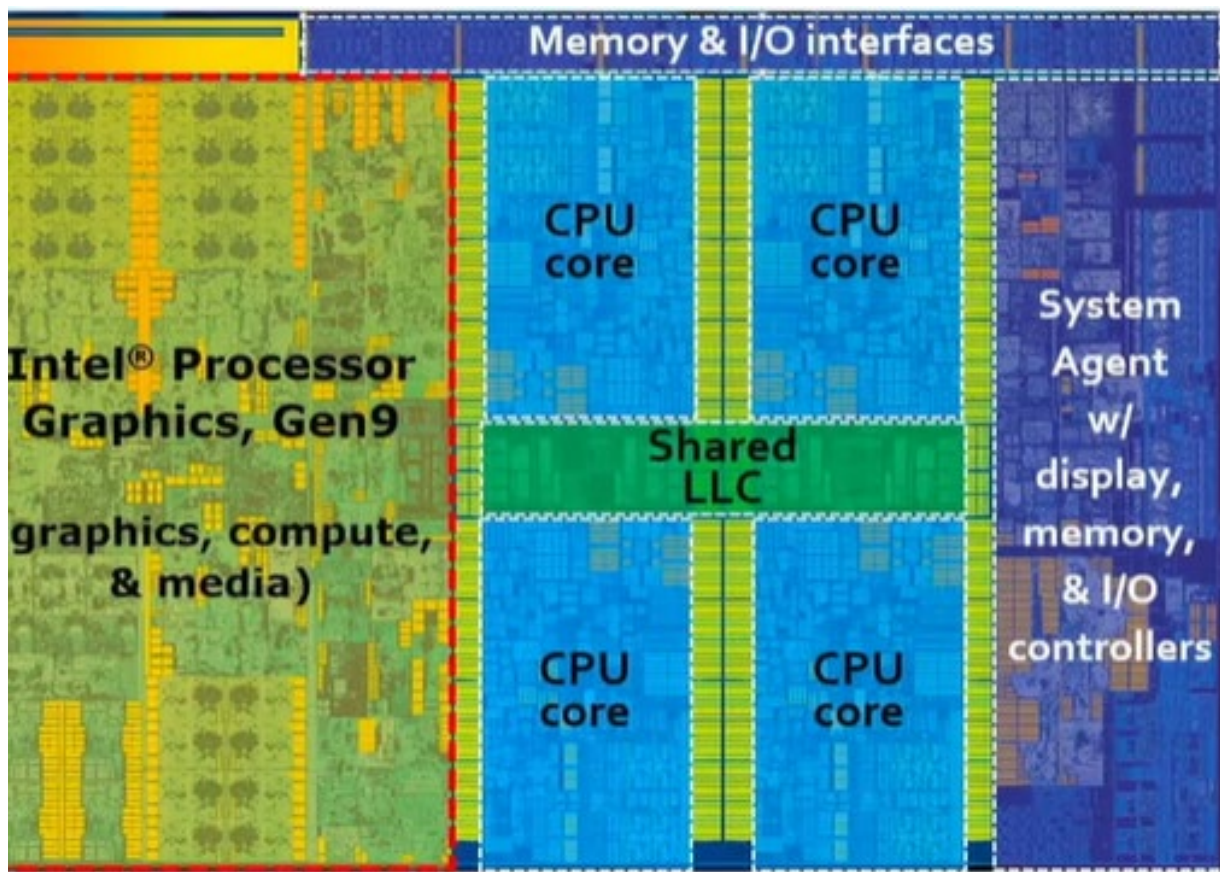 Memory & I/O interfaces
CPU
core
CPU
core
Intel® Processor
Graphics, Gen9
graphics, compute,
& media)
Shared
LLC
CPU
core
CPU
core
System
Agent
w/
display,
memory,
& I/O
controllers